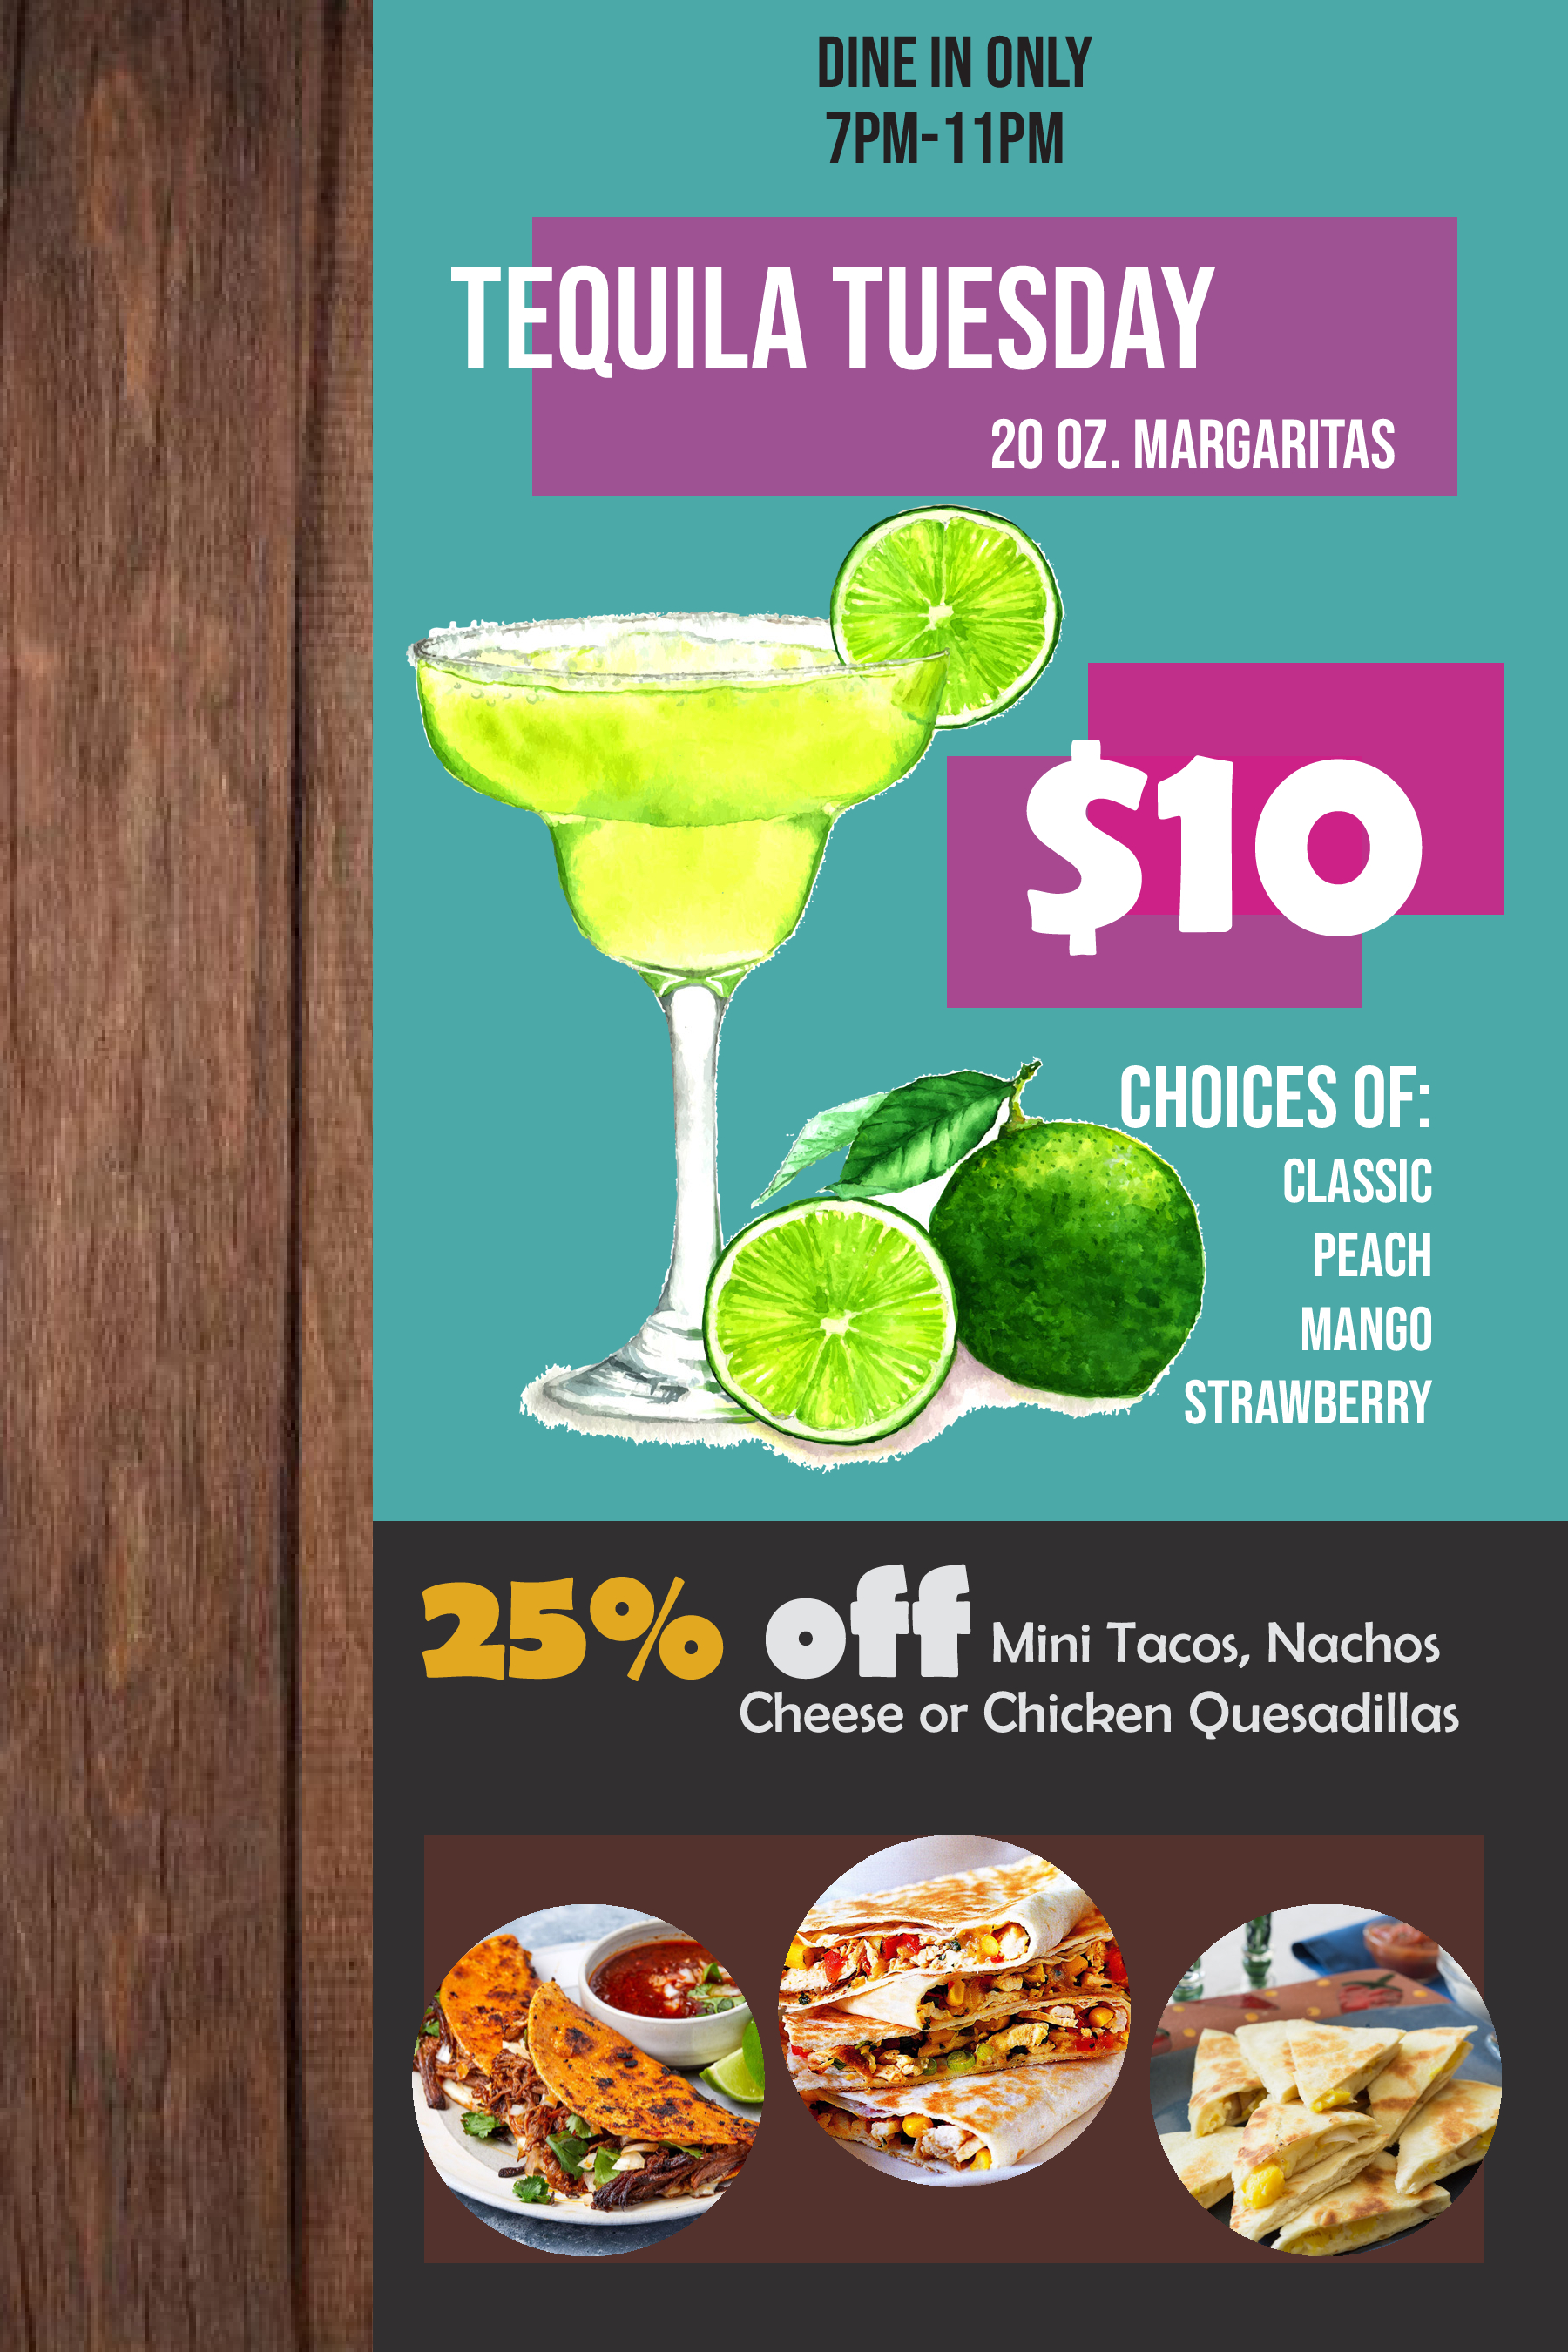 DINE IN ONLY
7PM-11PM
TEQUILA TUESDAY
20 OZ. MARGARITAS
$10
CHOICES OF:
CLASSIC
PEACH
MANGO
STRAWBERRY
25% off Mini Tacos, Nachos
Cheese or Chicken Quesadillas